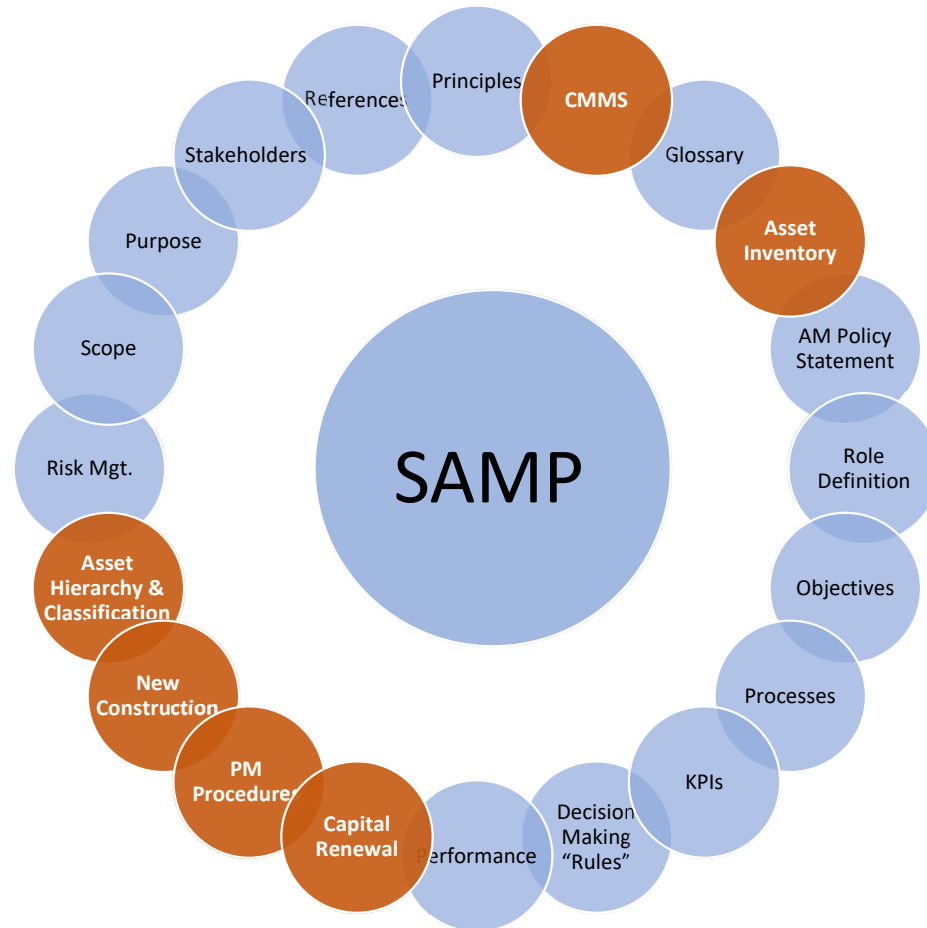 Principles
CMMS
Glossary
Asset
Inventory
AM Policy
Statement
Role
Definition
Objectives
Processes
KPIs
Decision
Making
“Rules”
Performance
Capital
Renewal
PM
Procedures
New
Construction
Asset
Hierarchy &
Classification
Risk Mgt.
Scope
Purpose
Stakeholders
References
SAMP